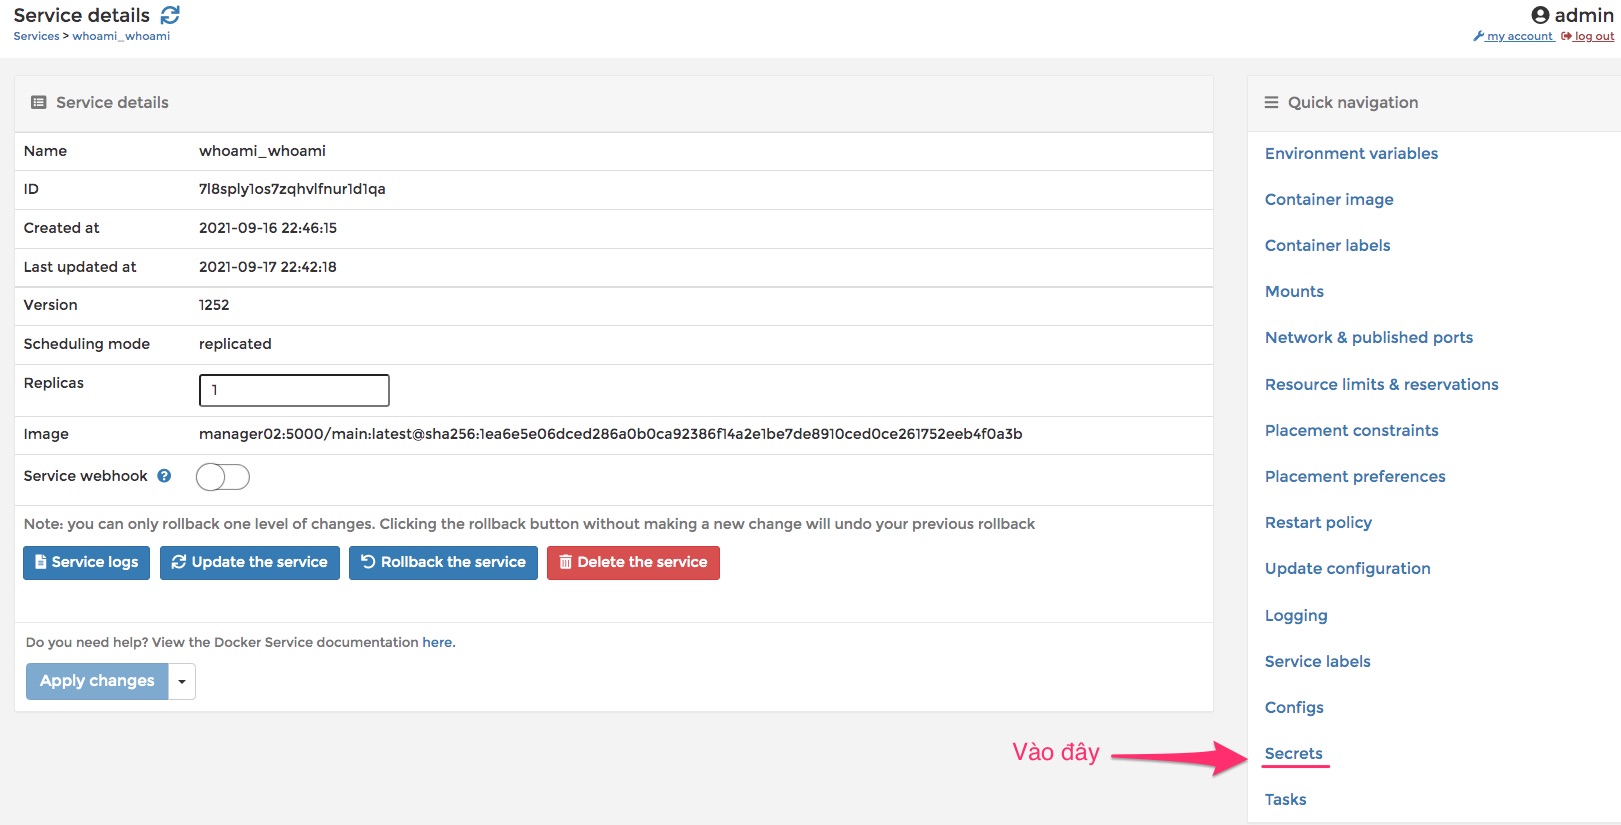 Service details
Services > whoami_whoami
admin
my account log out
Service details
Name whoami_whoami
ID 7l8sply1os7zqhvlfnur1d1qa
Created at 2021-09-16 22:46:15
Last updated at 2021-09-17 22:42:18
Version 1252
Scheduling mode replicated
Replicas 1
Image manager02:5000/main:latest@sha256:1ea6e5e06dced286a0b0ca92386f14a2e1be7de8910ced0ce261752eeb4f0a3b
Service webhook
Note: you can only rollback one level of changes. Clicking the rollback button without making a new change will undo your previous rollback
Service logs Update the service Rollback the service Delete the service
Do you need help? View the Docker Service documentation here.
Apply changes
Quick navigation
Environment variables
Container image
Container labels
Mounts
Network & published ports
Resource limits & reservations
Placement constraints
Placement preferences
Restart policy
Update configuration
Logging
Service labels
Configs
Vào đây
Secrets
Tasks